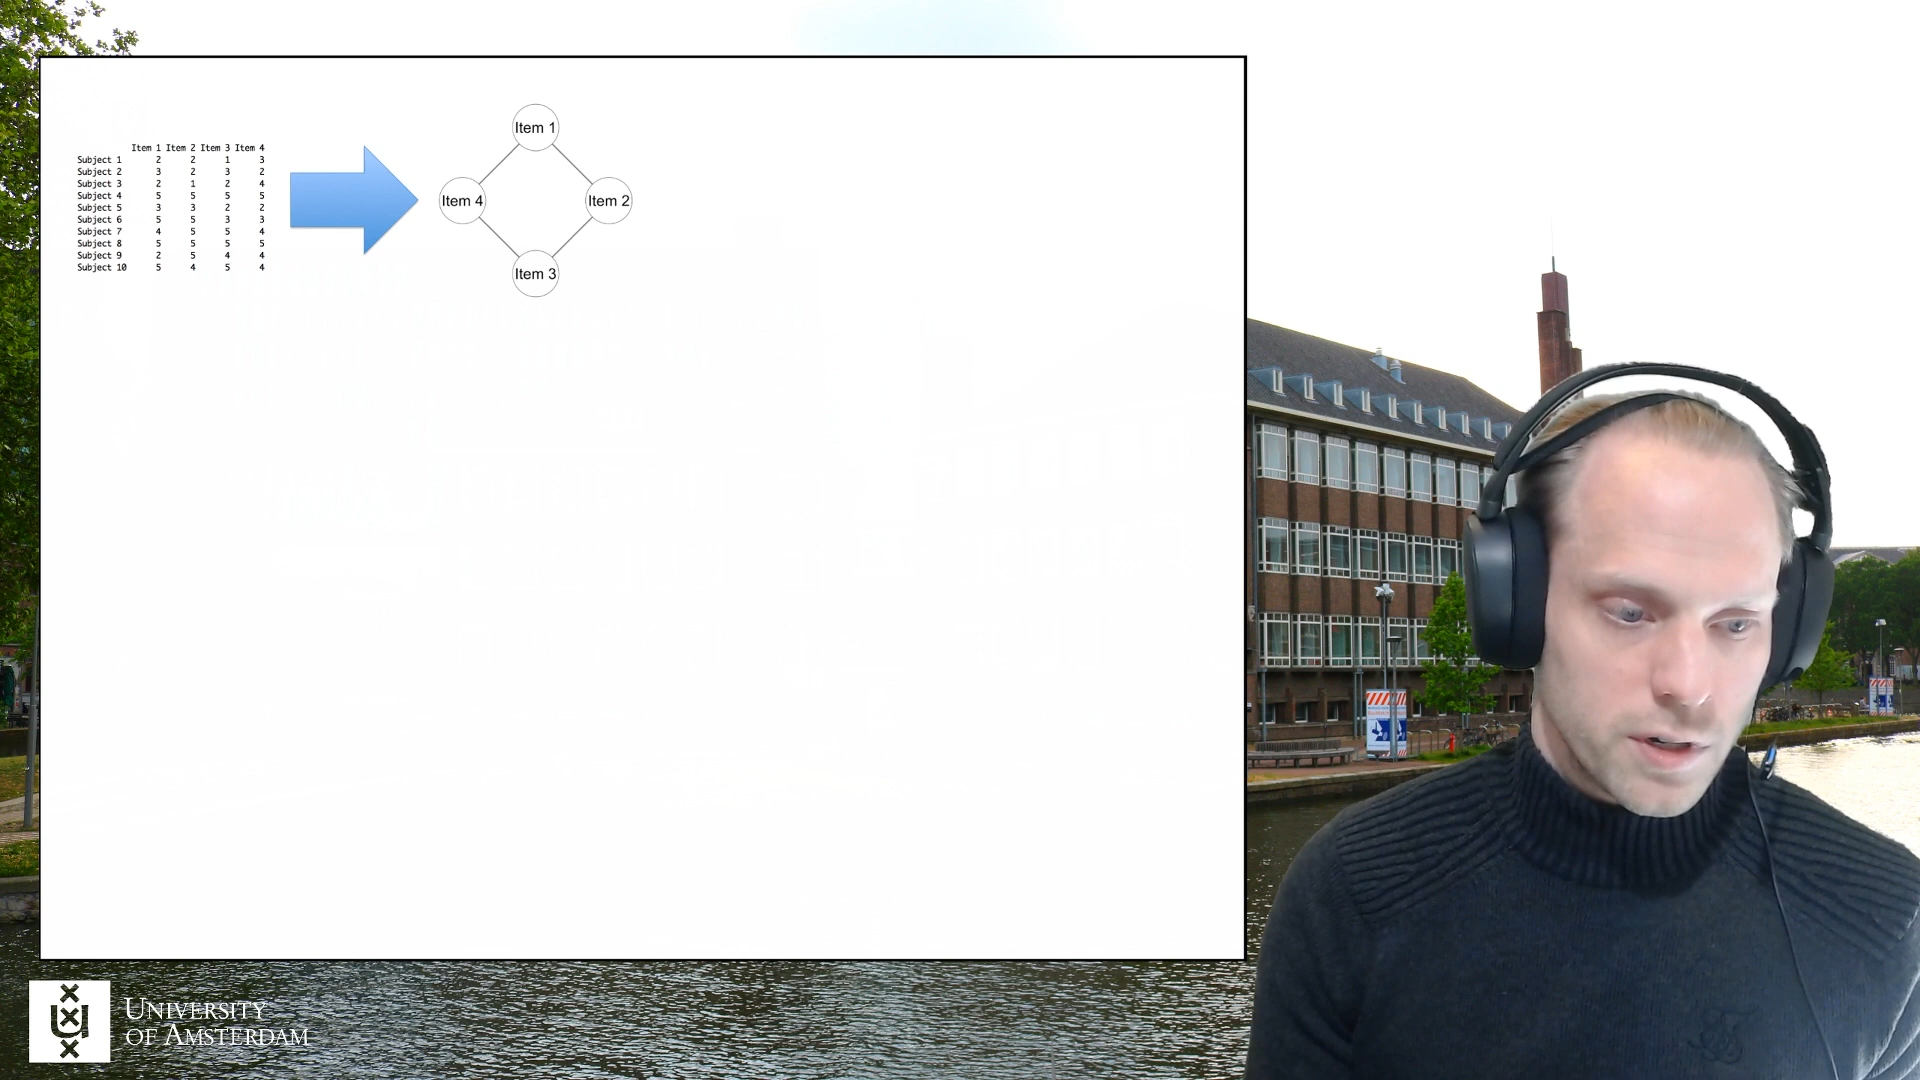 Item 1 Item 2 Item 3 Item 4
Subject 1 2 2 1 3
Subject 2 3 2 3 2
Subject 3 2 1 2 4
Subject 4 5 5 5 5
Subject 5 3 3 2 2
Subject 6 5 5 3 3
Subject 7 4 5 5 4
Subject 8 5 5 5 5
Subject 9 2 5 4 4
Subject 10 5 4 5 4
Item 1
Item 4
Item 2
Item 3
UNIVERSITY
OF AMSTERDAM